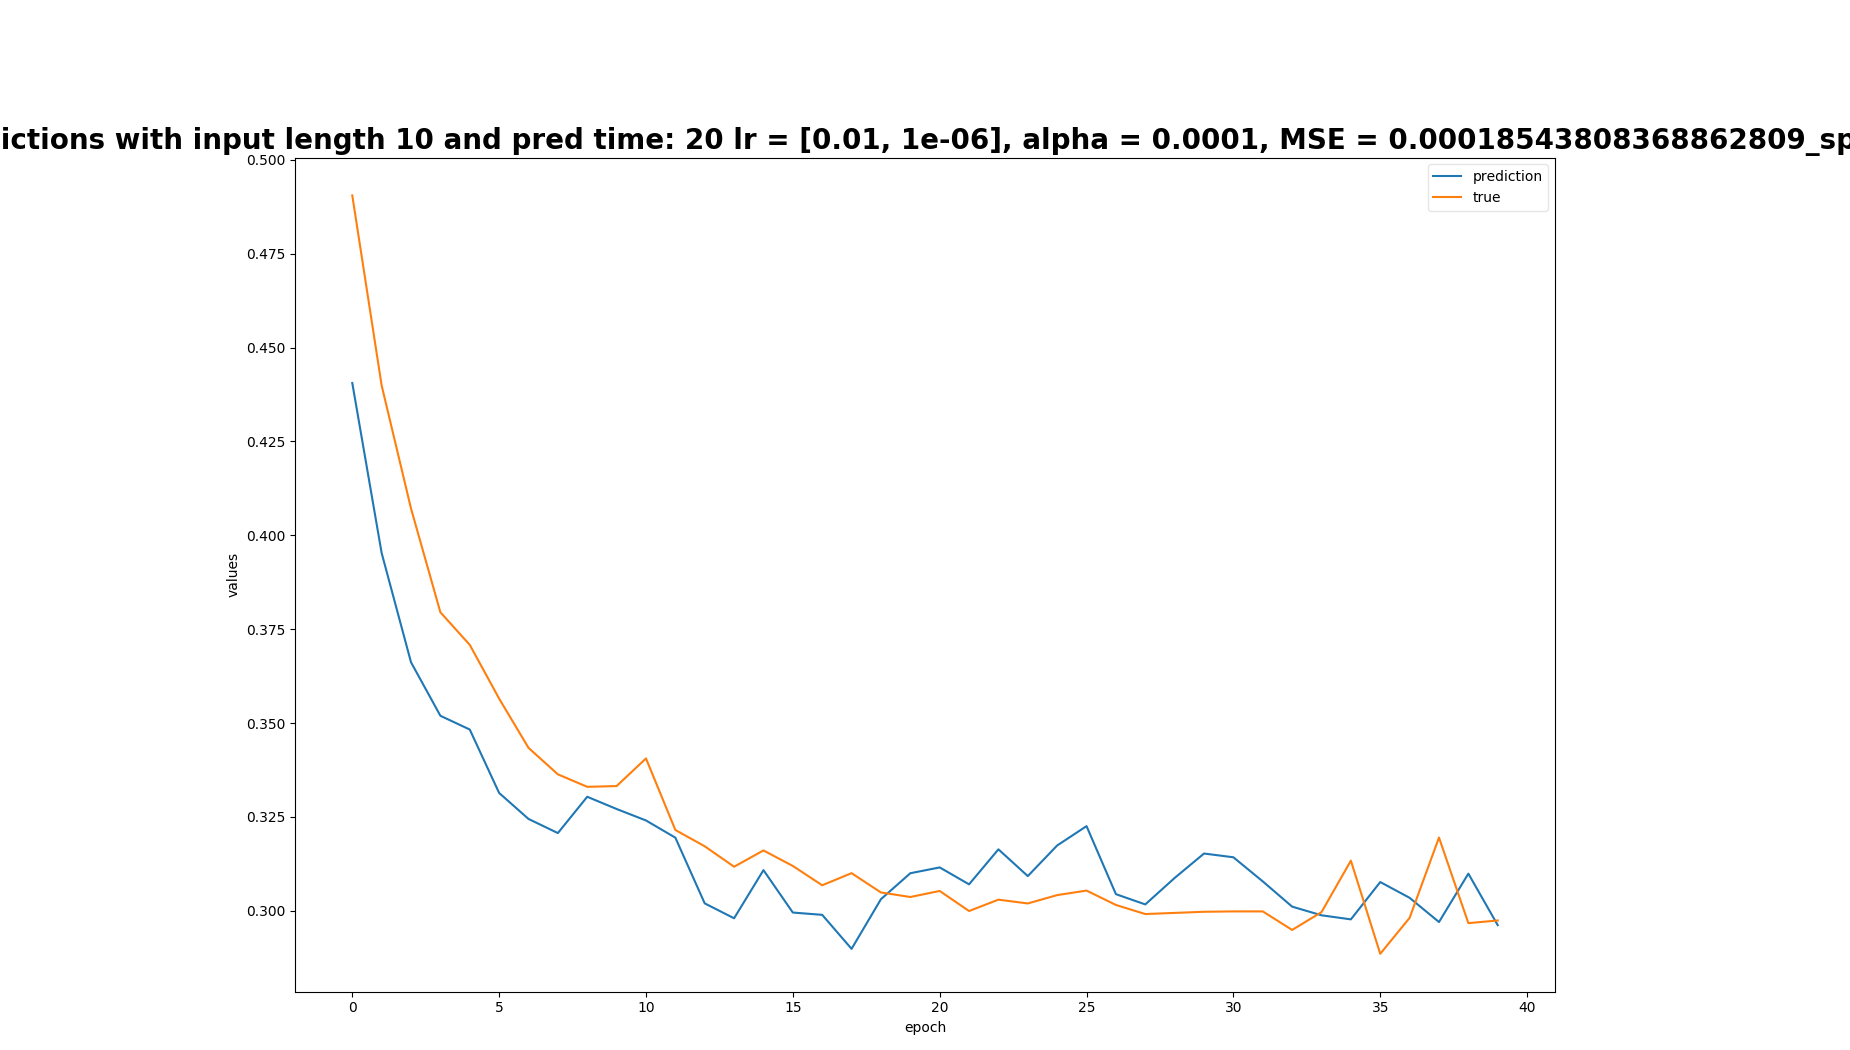 ictions with input length 10 and pred time: 20 lr = [0.01, 1e-06], alpha = 0.0001, MSE = 0.00018543808368862809_sp
prediction
true
0.500
0.475
0.450
0.425
0.400
0.375
0.350
0.325
0.300
values
0 5 10 15 20 25 30 35 40
epoch